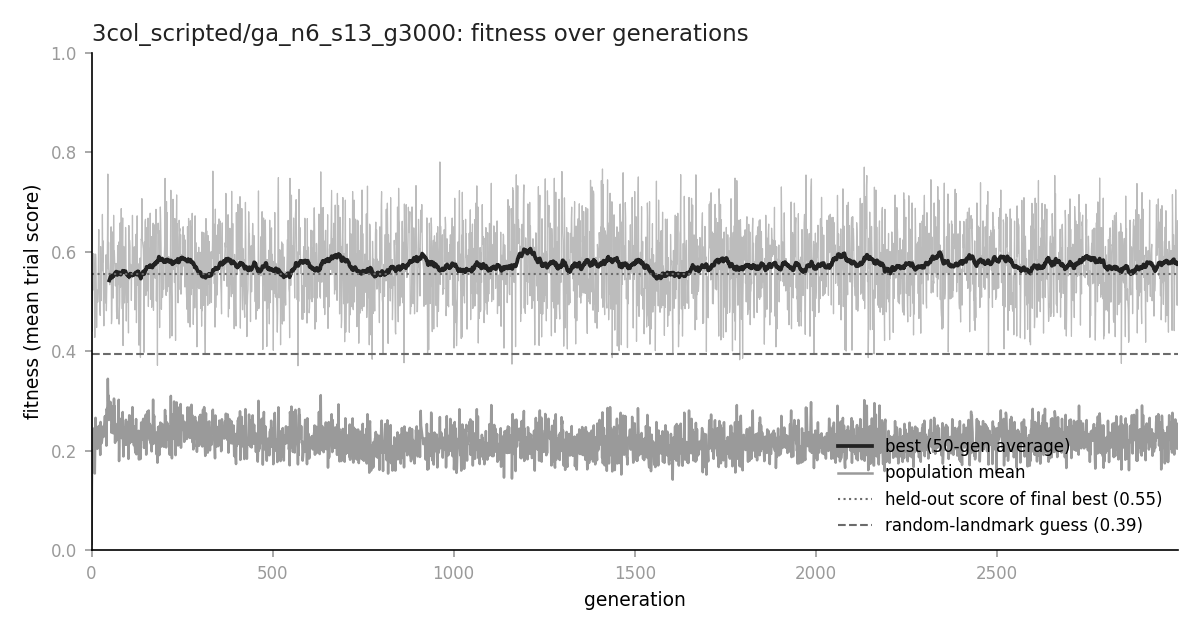 3col_scripted/ga_n6_s13_g3000: fitness over generations
fitness (mean trial score)
1.0
0.8
0.6
0.4
0.2
0.0
0
500
1000
1500
2000
2500
generation
best (50-gen average)
population mean
held-out score of final best (0.55)
random-landmark guess (0.39)